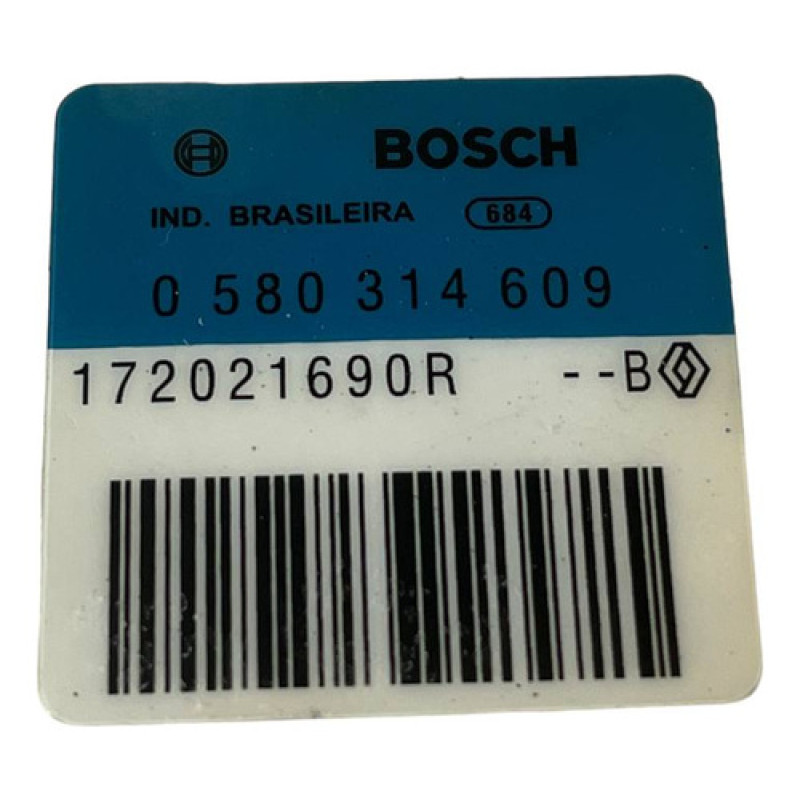 BOSCH
IND. BRASILEIRA 684
0 580 314 609
172021690R --B